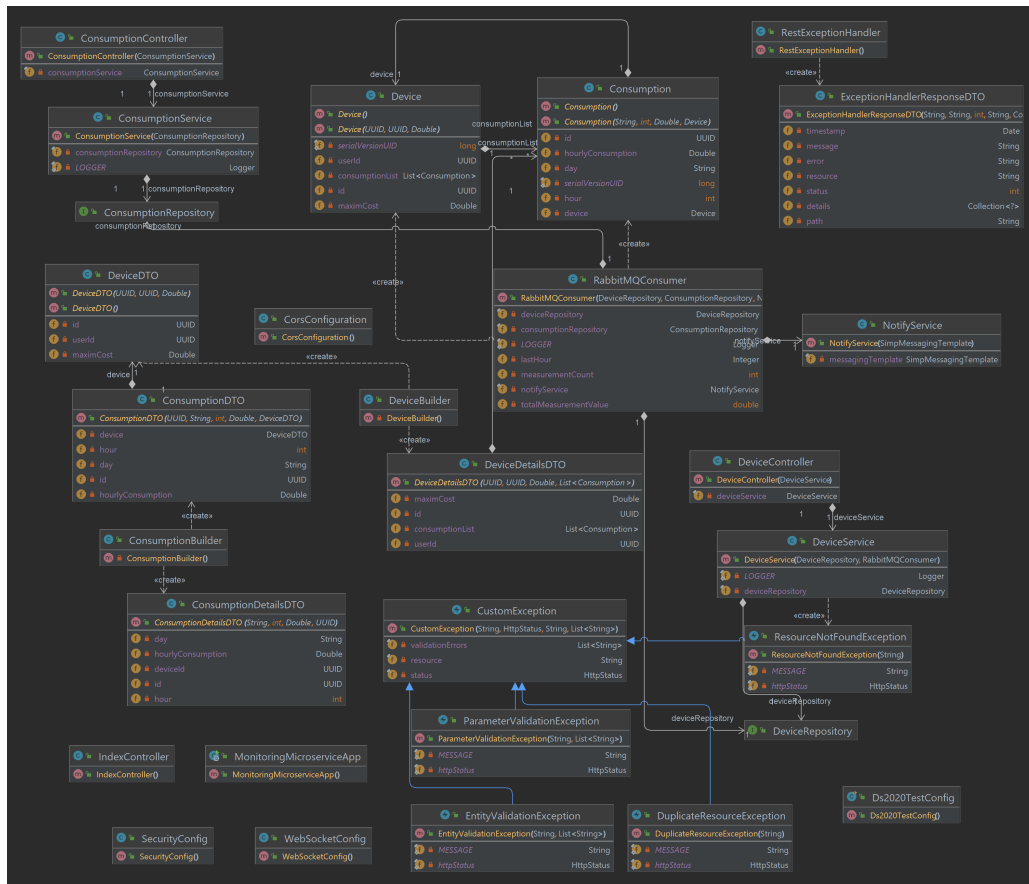 ConsumptionController
ConsumptionController(ConsumptionService)
consumptionService ConsumptionService
1 1 consumptionService
ConsumptionService
ConsumptionService(ConsumptionRepository)
consumptionRepository ConsumptionRepository
LOGGER Logger
1 1 consumptionRepository
ConsumptionRepository
consumptionRepository
device 1
1
Device
Device()
Device(UUID, UUID, Double)
serialVersionUID long
userId UUID
consumptionList List<Consumption>
id UUID
maximCost Double
consumptionList
consumptionList
1 *
*
1
Consumption
Consumption()
Consumption(String, int, Double, Device)
id UUID
hourlyConsumption Double
day String
serialVersionUID long
hour int
device Device
«create»
«create»
1
RestExceptionHandler
RestExceptionHandler()
«create»
ExceptionHandlerResponseDTO
ExceptionHandlerResponseDTO(String, String, int, String, Co
timestamp Date
message String
error String
resource String
status int
details Collection<?>
path String
RabbitMQConsumer
RabbitMQConsumer(DeviceRepository, ConsumptionRepository, N
deviceRepository DeviceRepository
consumptionRepository ConsumptionRepository
LOGGER Logger
lastHour Integer
measurementCount int
notifyService NotifyService
totalMeasurementValue double
notifyService
1
1
NotifyService
NotifyService(SimpMessagingTemplate)
messagingTemplate SimpMessagingTemplate
DeviceDTO
DeviceDTO(UUID, UUID, Double)
DeviceDTO()
id UUID
userId UUID
maximCost Double
device
1
CorsConfiguration
CorsConfiguration()
«create»
ConsumptionDTO
ConsumptionDTO(UUID, String, int, Double, DeviceDTO)
device DeviceDTO
hour int
day String
id UUID
hourlyConsumption Double
«create»
DeviceBuilder
DeviceBuilder()
«create»
DeviceDetailsDTO
DeviceDetailsDTO(UUID, UUID, Double, List<Consumption>)
maximCost Double
id UUID
consumptionList List<Consumption>
userId UUID
DeviceController
DeviceController(DeviceService)
deviceService DeviceService
1 1 deviceService
DeviceService
DeviceService(DeviceRepository, RabbitMQConsumer)
LOGGER Logger
deviceRepository DeviceRepository
1
«create»
ConsumptionBuilder
ConsumptionBuilder()
«create»
ConsumptionDetailsDTO
ConsumptionDetailsDTO(String, int, Double, UUID)
day String
hourlyConsumption Double
deviceId UUID
id UUID
hour int
CustomException
CustomException(String, HttpStatus, String, List<String>)
validationErrors List<String>
resource String
status HttpStatus
ResourceNotFoundException
ResourceNotFoundException(String)
MESSAGE String
httpStatus HttpStatus
deviceRepository
deviceRepository
1
DeviceRepository
ParameterValidationException
ParameterValidationException(String, List<String>)
MESSAGE String
httpStatus HttpStatus
IndexController
IndexController()
MonitoringMicroserviceApp
MonitoringMicroserviceApp()
EntityValidationException
EntityValidationException(String, List<String>)
MESSAGE String
httpStatus HttpStatus
DuplicateResourceException
DuplicateResourceException(String)
MESSAGE String
httpStatus HttpStatus
Ds2020TestConfig
Ds2020TestConfig()
SecurityConfig
SecurityConfig()
WebSocketConfig
WebSocketConfig()